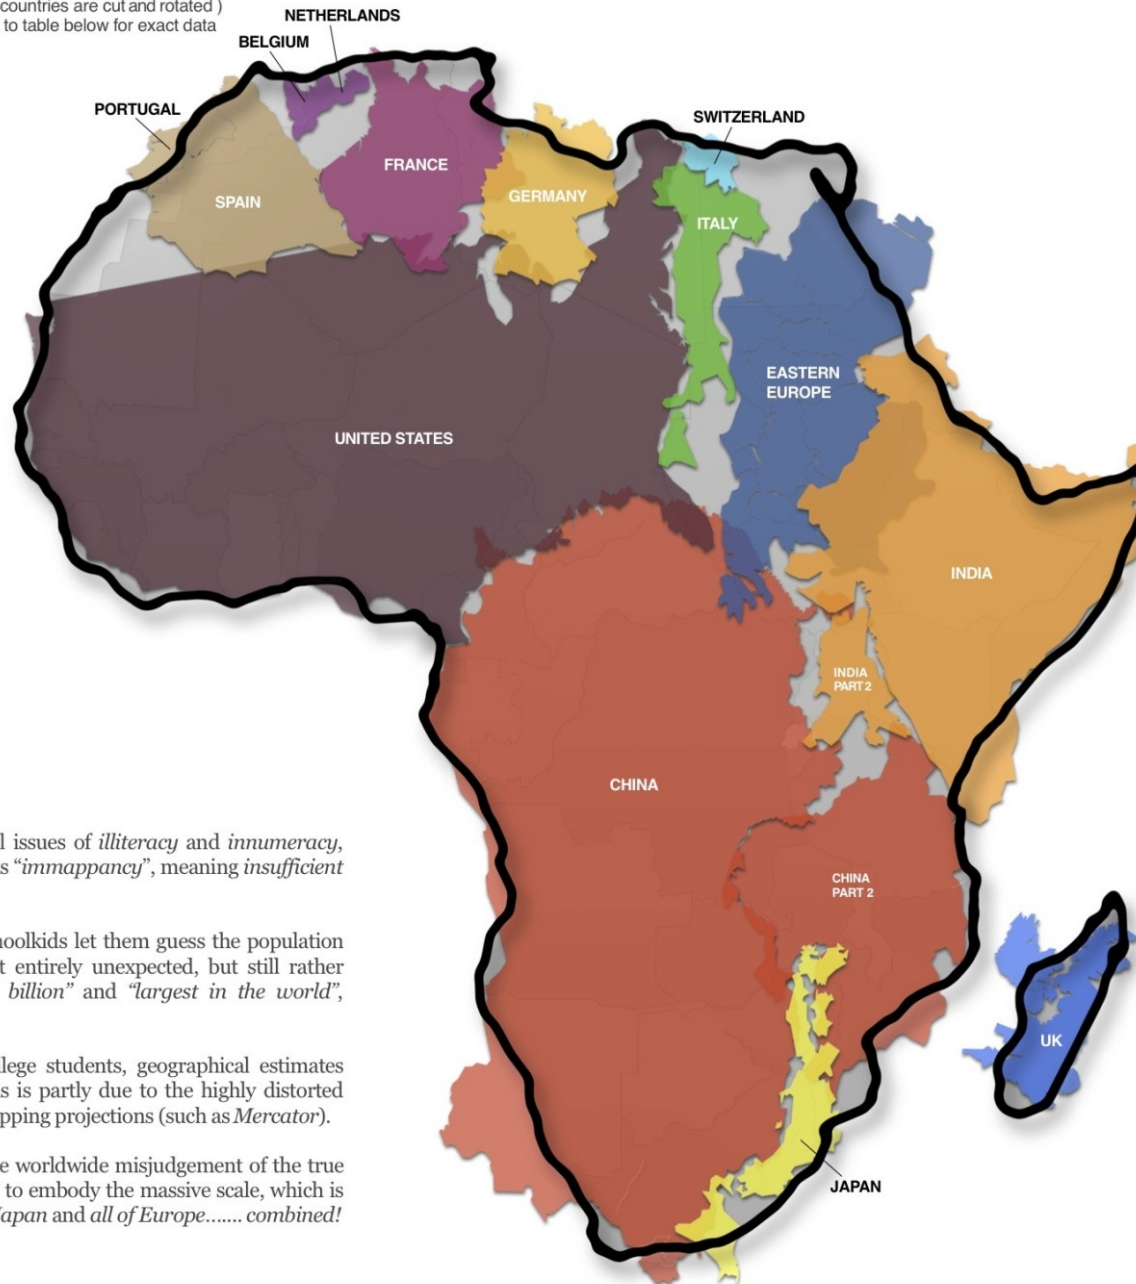 countries are cut and rotated )
to table below for exact data
NETHERLANDS
BELGIUM
PORTUGAL
SWITZERLAND
FRANCE
SPAIN
GERMANY
ITALY
EASTERN
EUROPE
UNITED STATES
INDIA
INDIA
PART 2
CHINA
CHINA
PART 2
UK
JAPAN
l issues of illiteracy and innumeracy,
s “immappancy”, meaning insufficient
oolkids let them guess the population
t entirely unexpected, but still rather
billion” and “largest in the world”,
lege students, geographical estimates
s is partly due to the highly distorted
pping projections (such as Mercator).
e worldwide misjudgement of the true
to embody the massive scale, which is
Japan and all of Europe....... combined!